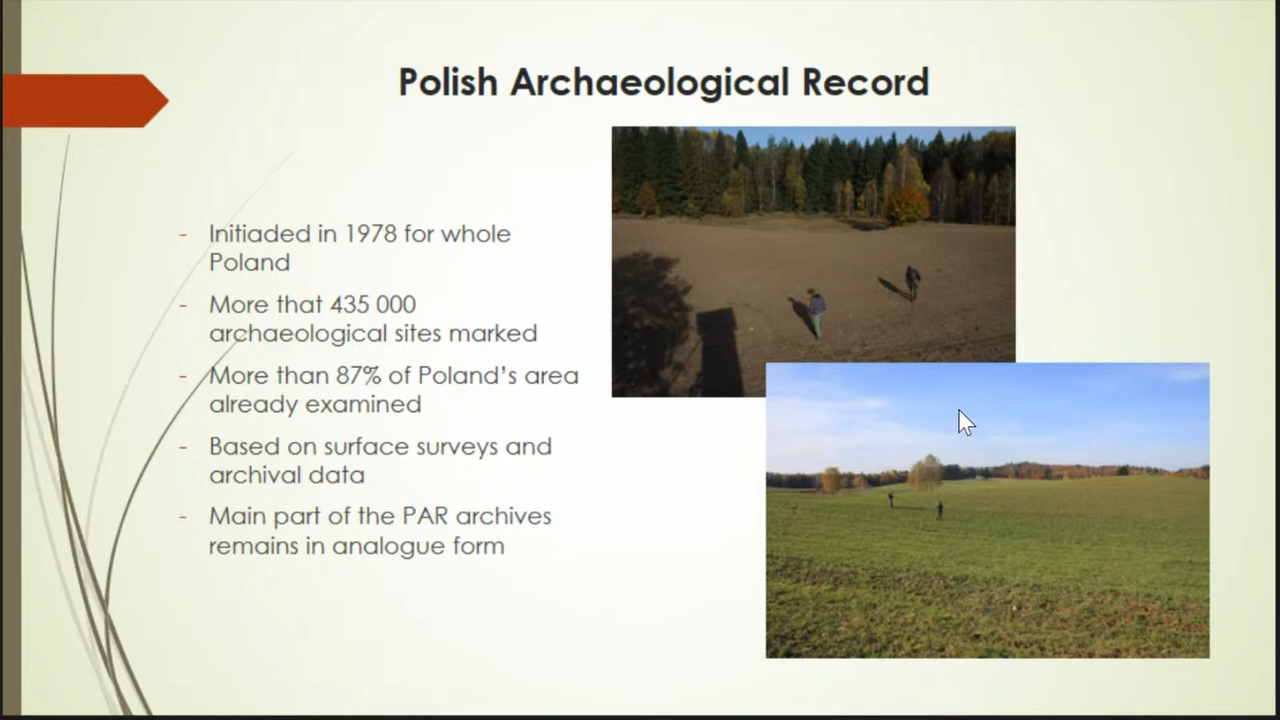 Polish Archaeological Record
- Initiaded in 1978 for whole
Poland
- More that 435 000
archaeological sites marked
- More than 87% of Poland's area
already examined
- Based on surface surveys and
archival data
- Main part of the PAR archives
remains in analogue form